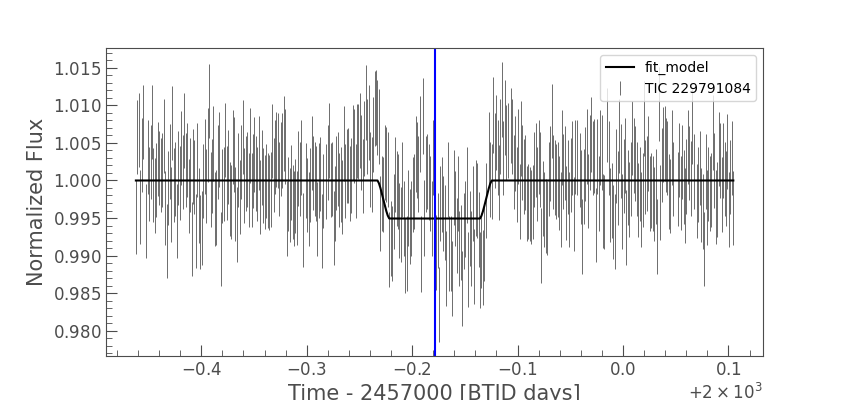 fit_model
TIC 229791084
Normalized Flux
1.015
1.010
1.005
1.000
0.995
0.990
0.985
0.980
−0.4 −0.3 −0.2 −0.1 0.0 0.1
Time - 2457000 [BTJD days]
+2 × 10³